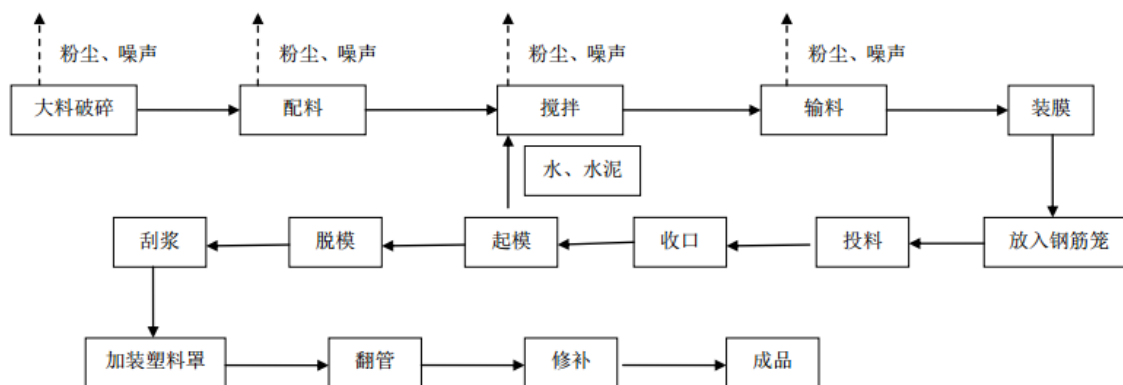 粉尘、噪声
粉尘、噪声
粉尘、噪声
粉尘、噪声
大料破碎
配料
搅拌
输料
装膜
水、水泥
刮浆
脱模
起模
收口
投料
放入钢筋笼
加装塑料罩
翻管
修补
成品